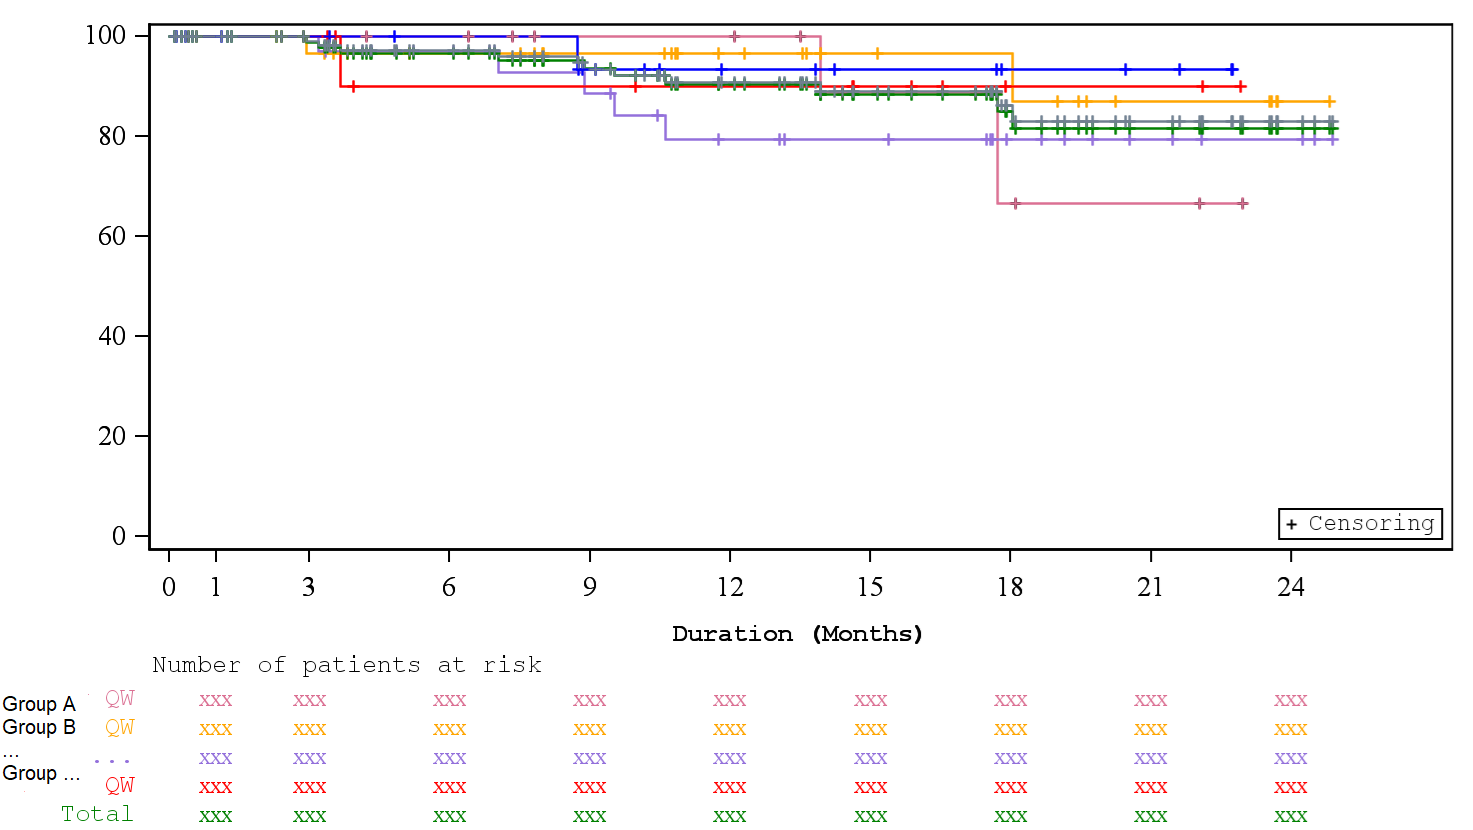 100
80
60
40
20
0
+ Censoring
0 1 3 6 9 12 15 18 21 24
Duration (Months)
Number of patients at risk
Group A QW xxx xxx xxx xxx xxx xxx xxx xxx xxx
Group B QW xxx xxx xxx xxx xxx xxx xxx xxx xxx
... ... xxx xxx xxx xxx xxx xxx xxx xxx xxx
Group ... QW xxx xxx xxx xxx xxx xxx xxx xxx xxx
Total xxx xxx xxx xxx xxx xxx xxx xxx xxx